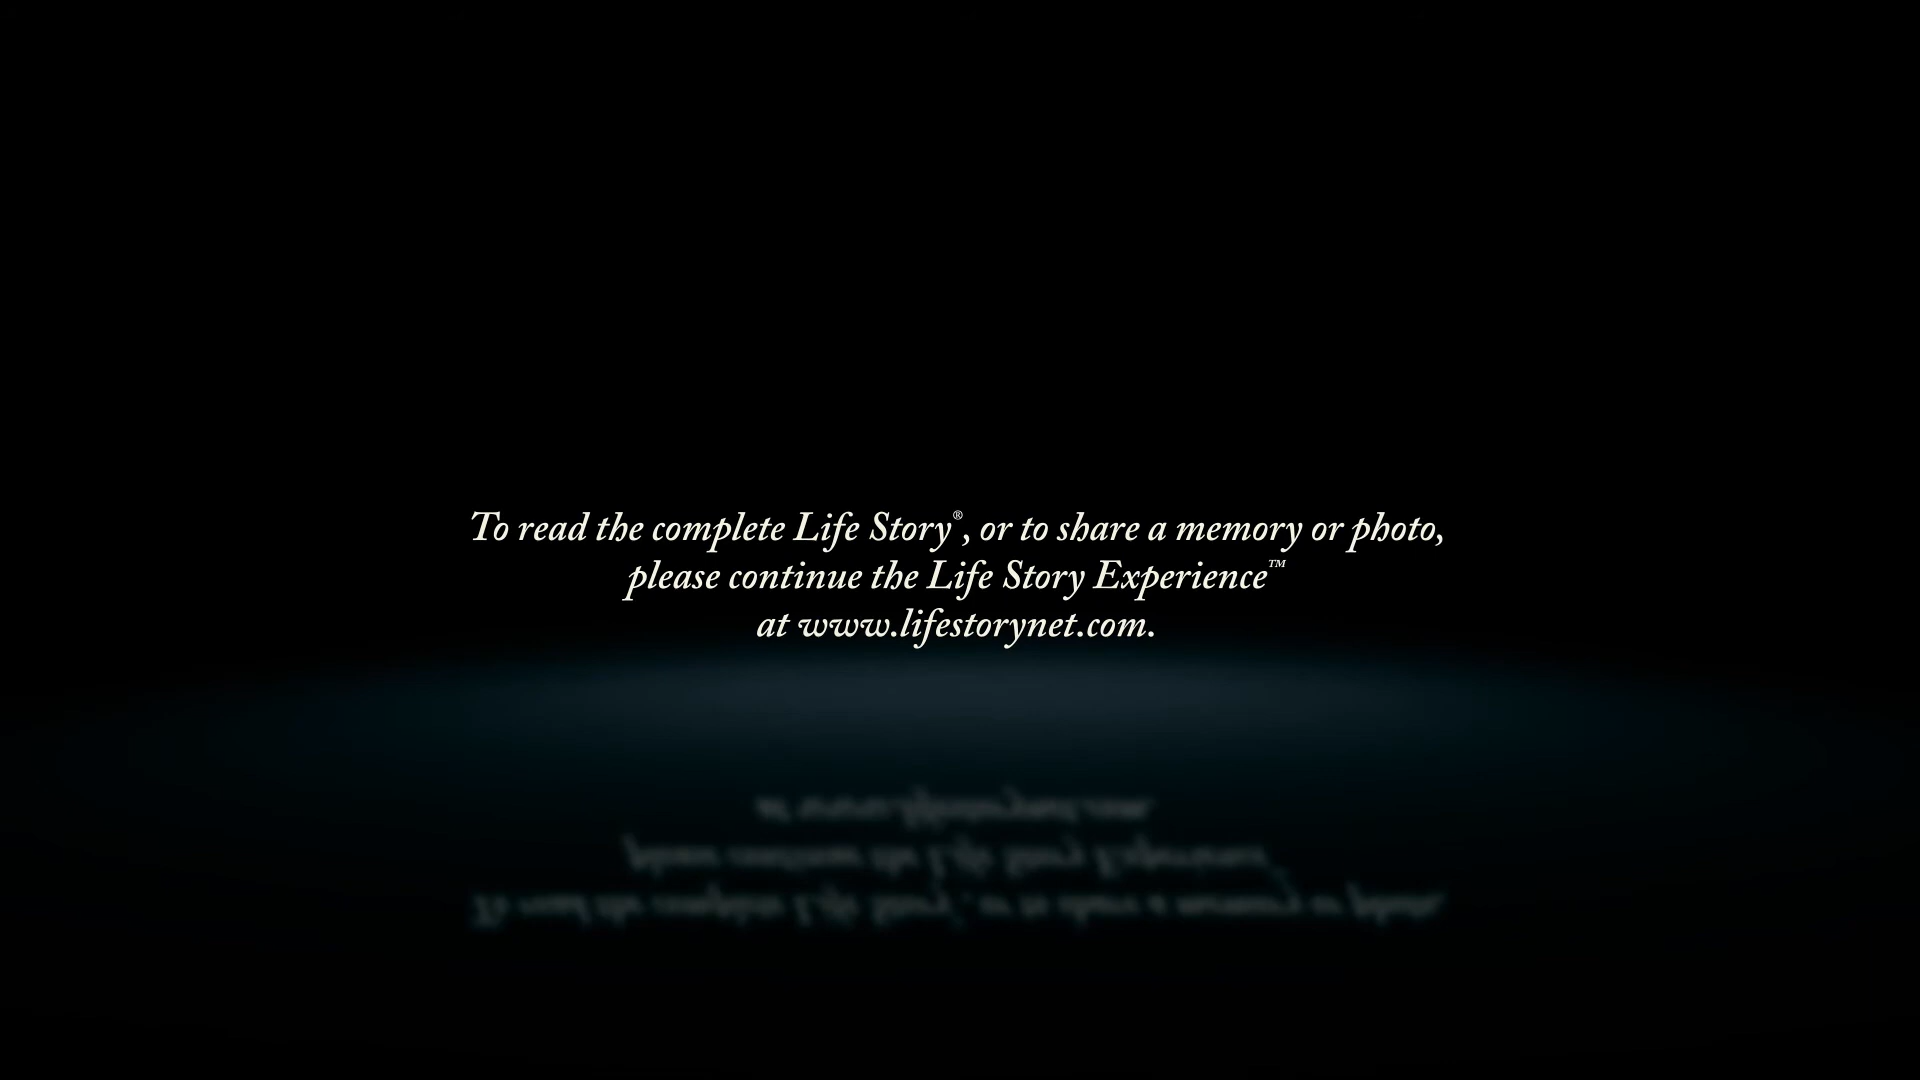 To read the complete Life Story®, or to share a memory or photo,
please continue the Life Story Experience™
at www.lifestorynet.com.